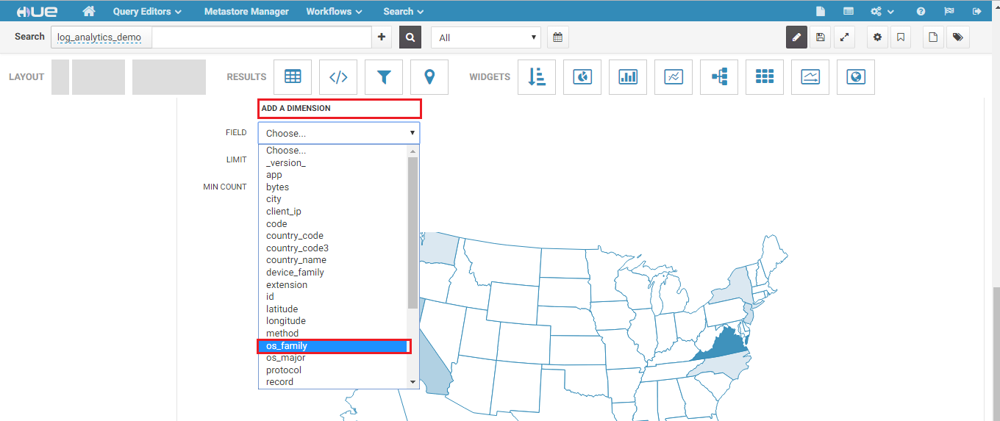 HUE Query Editors Metastore Manager Workflows Search
Search log_analytics_demo + All
LAYOUT RESULTS </> WIDGETS
ADD A DIMENSION
FIELD Choose...
LIMIT
MIN COUNT
Choose...
_version_
app
bytes
city
client_ip
code
country_code
country_code3
country_name
device_family
extension
id
latitude
longitude
method
os_family
os_major
protocol
record